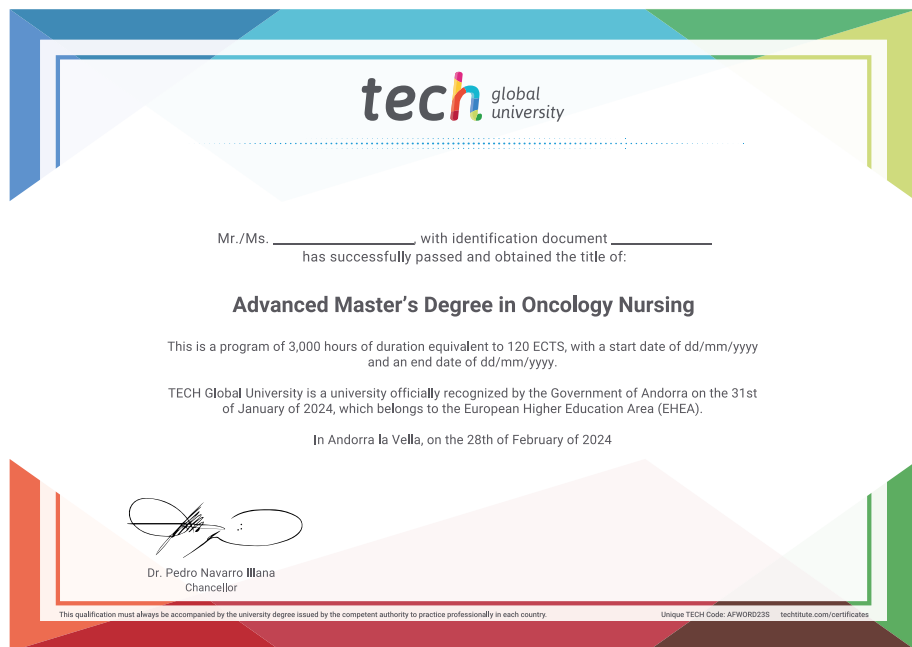 tech global
university
Mr./Ms. ________________, with identification document ____________
has successfully passed and obtained the title of:
Advanced Master's Degree in Oncology Nursing
This is a program of 3,000 hours of duration equivalent to 120 ECTS, with a start date of dd/mm/yyyy
and an end date of dd/mm/yyyy.
TECH Global University is a university officially recognized by the Government of Andorra on the 31st
of January of 2024, which belongs to the European Higher Education Area (EHEA).
In Andorra la Vella, on the 28th of February of 2024
Dr. Pedro Navarro Illana
Chancellor
This qualification must always be accompanied by the university degree issued by the competent authority to practice professionally in each country. Unique TECH Code: AFWORD23S techtitute.com/certificates